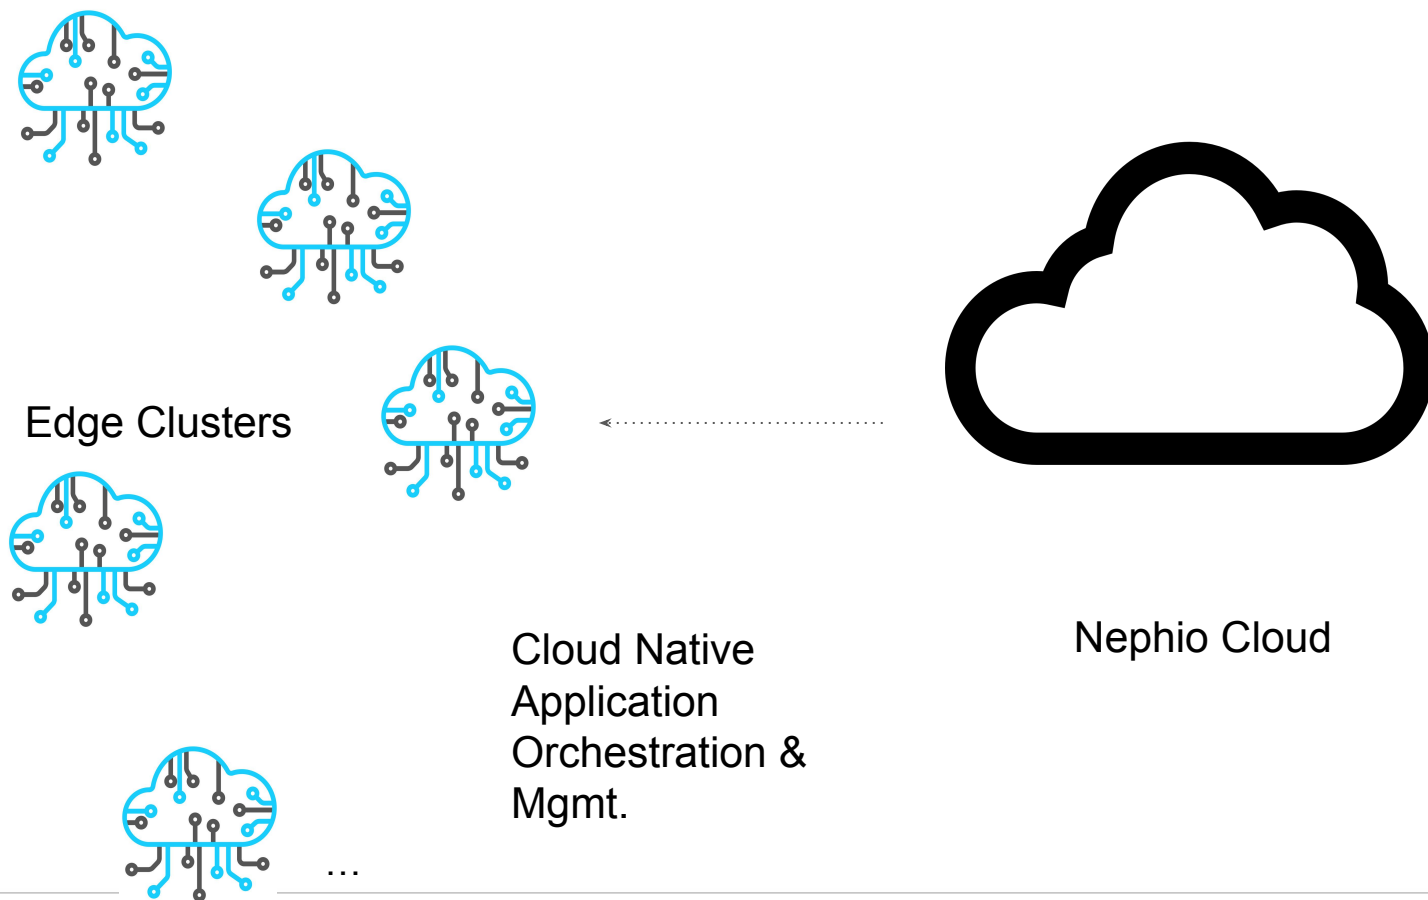 Edge Clusters
Cloud Native
Application
Orchestration &
Mgmt.
Nephio Cloud
...